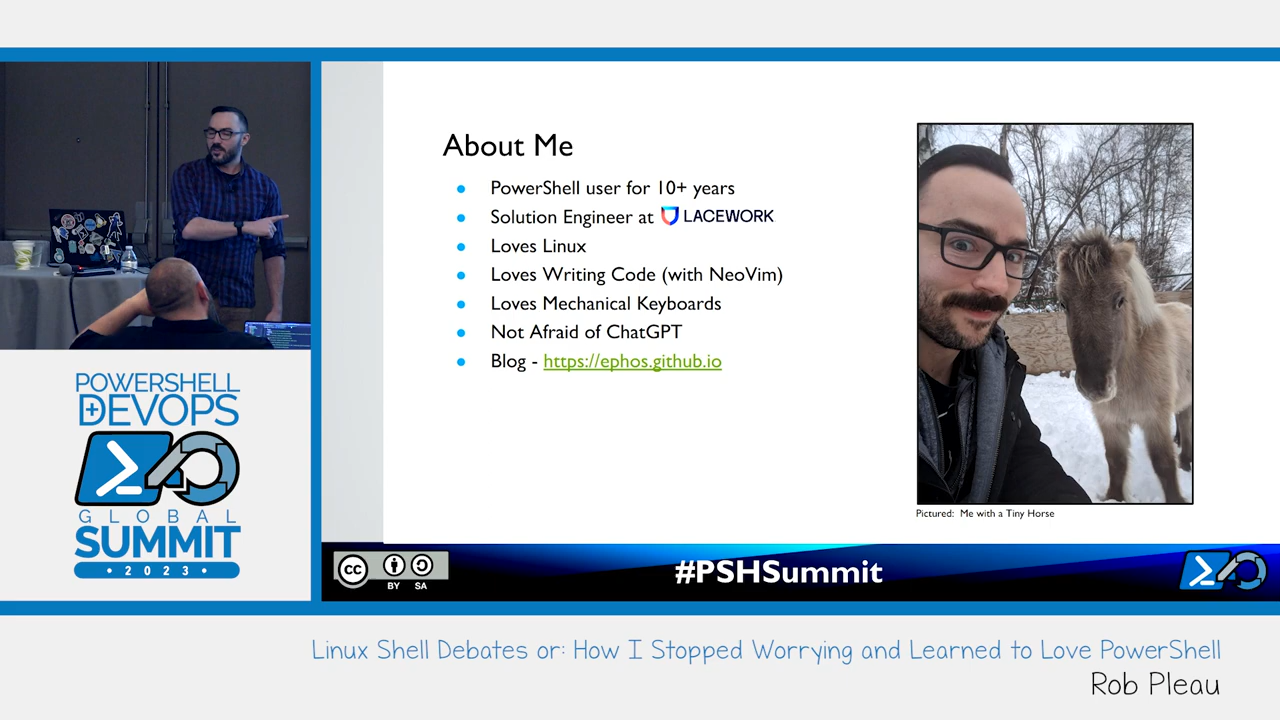 About Me
PowerShell user for 10+ years
Solution Engineer at LACEWORK
Loves Linux
Loves Writing Code (with NeoVim)
Loves Mechanical Keyboards
Not Afraid of ChatGPT
Blog - https://ephos.github.io
Pictured: Me with a Tiny Horse
POWERSHELL
+DEVOPS
GLOBAL
SUMMIT
• 2023 •
cc
BY SA
#PSHSummit
Linux Shell Debates or: How I Stopped Worrying and Learned to Love PowerShell
Rob Pleau